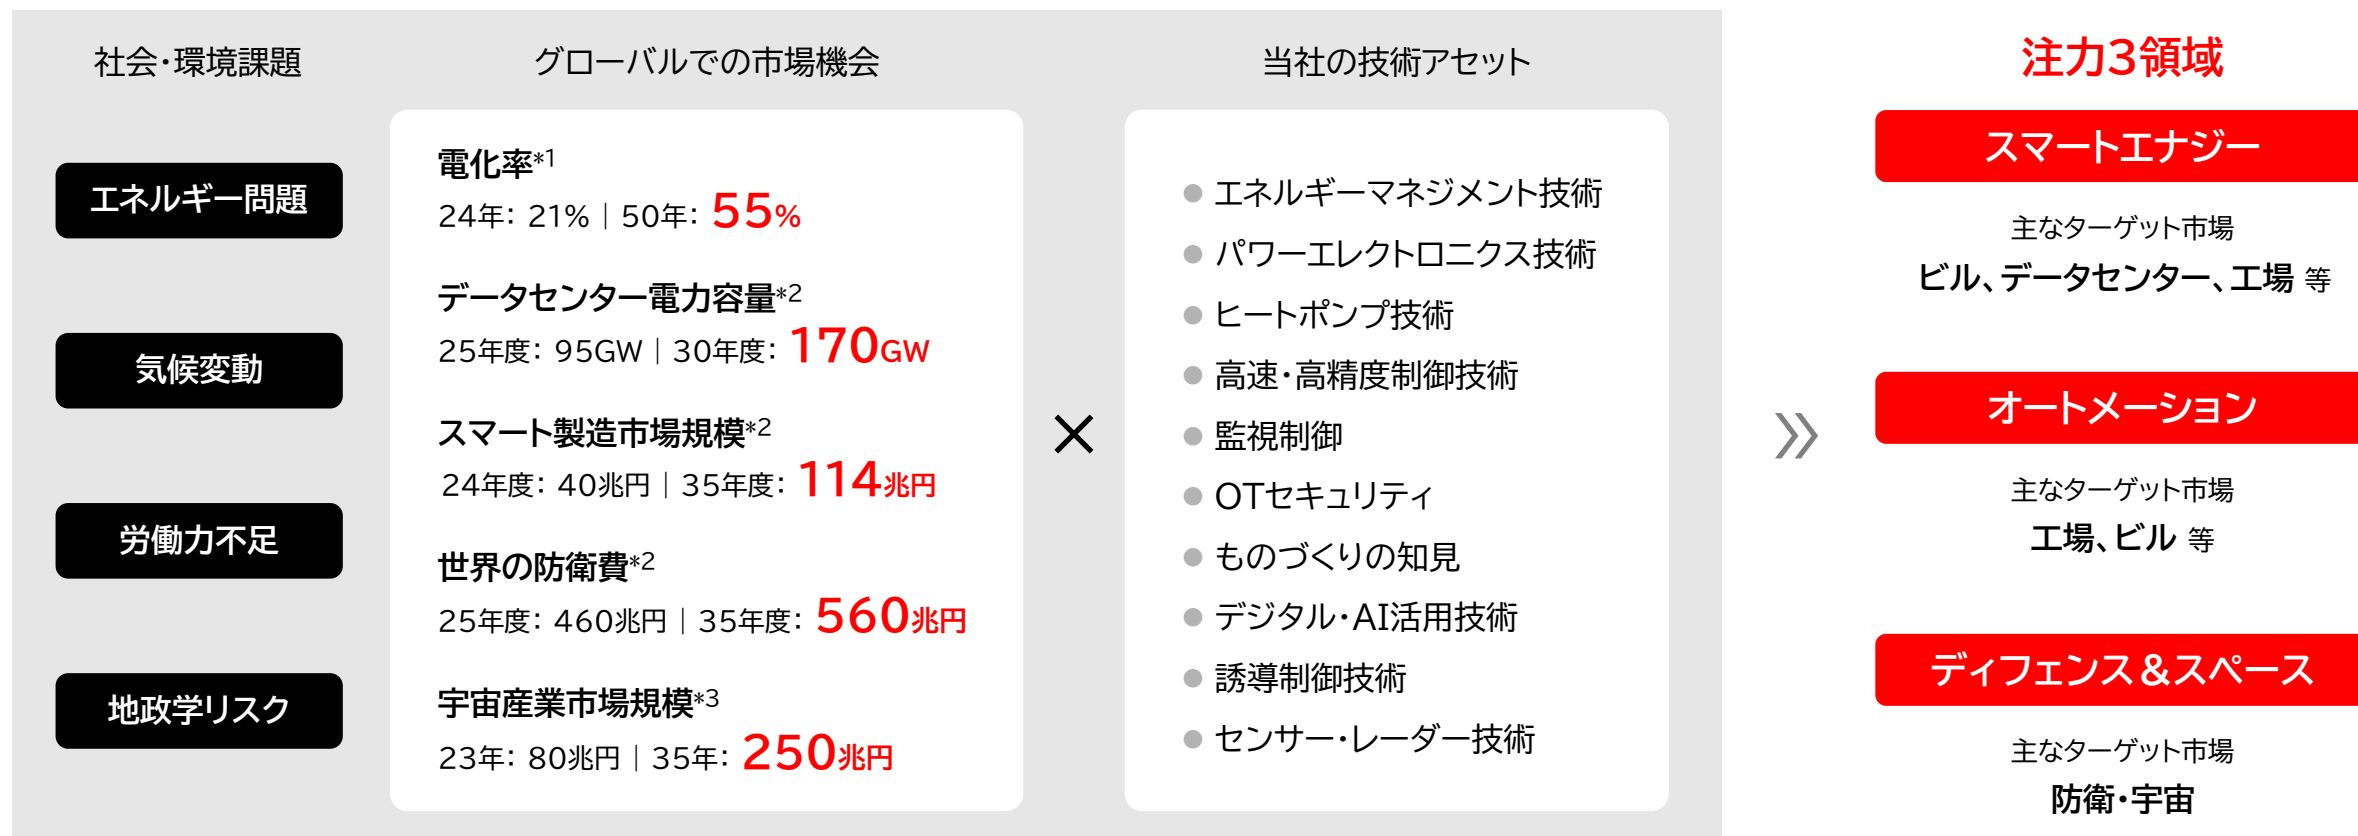 社会・環境課題
エネルギー問題
気候変動
労働力不足
地政学リスク
グローバルでの市場機会
電化率*1
24年: 21% | 50年: 55%
データセンター電力容量*2
25年度: 95GW | 30年度: 170GW
スマート製造市場規模*2
24年度: 40兆円 | 35年度: 114兆円
世界の防衛費*2
25年度: 460兆円 | 35年度: 560兆円
宇宙産業市場規模*3
23年: 80兆円 | 35年: 250兆円
×
当社の技術アセット
● エネルギーマネジメント技術
● パワーエレクトロニクス技術
● ヒートポンプ技術
● 高速・高精度制御技術
● 監視制御
● OTセキュリティ
● ものづくりの知見
● デジタル・AI活用技術
● 誘導制御技術
● センサー・レーダー技術
注力3領域
スマートエナジー
主なターゲット市場
ビル、データセンター、工場 等
オートメーション
主なターゲット市場
工場、ビル 等
ディフェンス＆スペース
主なターゲット市場
防衛・宇宙